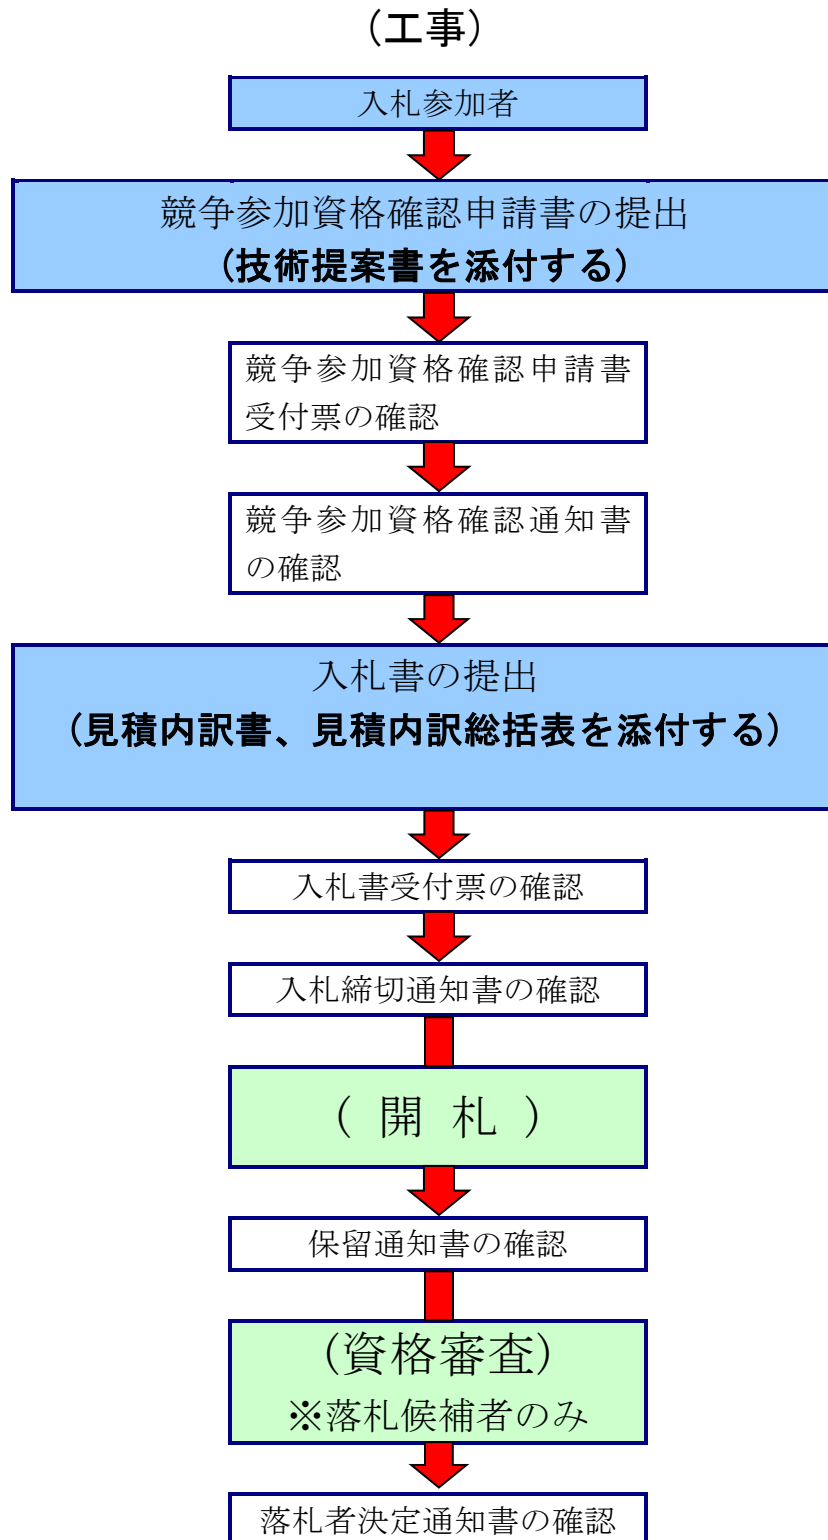 （工事）
入札参加者
競争参加資格確認申請書の提出
（技術提案書を添付する）
競争参加資格確認申請書
受付票の確認
競争参加資格確認通知書
の確認
入札書の提出
（見積内訳書、見積内訳総括表を添付する）
入札書受付票の確認
入札締切通知書の確認
（ 開 札 ）
保留通知書の確認
（資格審査）
※落札候補者のみ
落札者決定通知書の確認